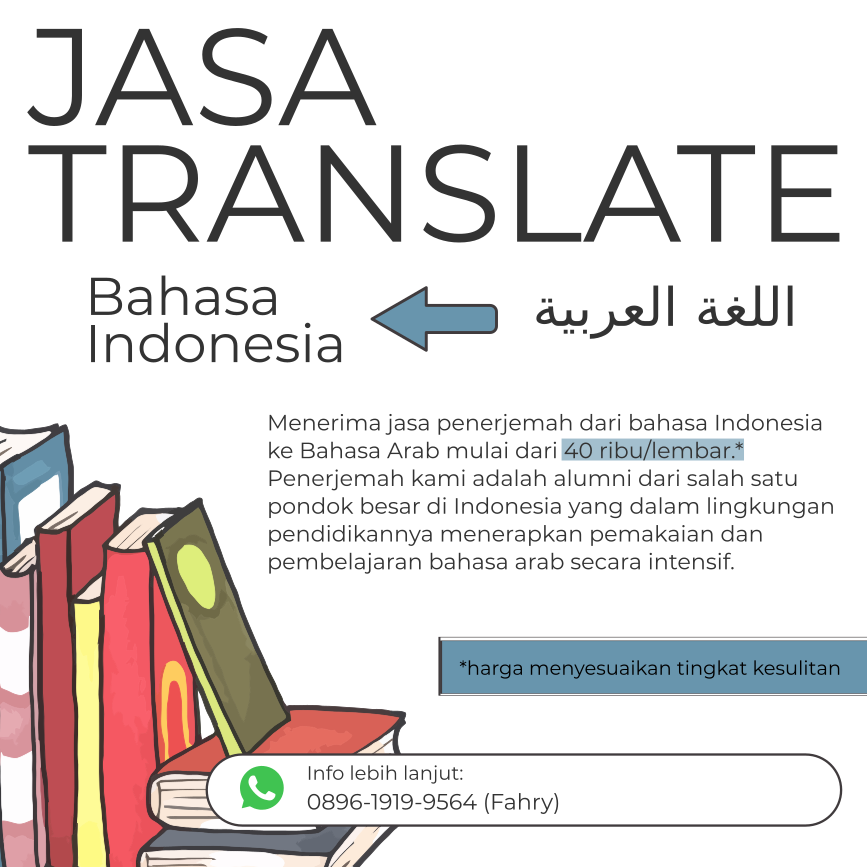 JASA
TRANSLATE
Bahasa
Indonesia
اللغة العربية
Menerima jasa penerjemah dari bahasa Indonesia
ke Bahasa Arab mulai dari 40 ribu/lembar.*
Penerjemah kami adalah alumni dari salah satu
pondok besar di Indonesia yang dalam lingkungan
pendidikannya menerapkan pemakaian dan
pembelajaran bahasa arab secara intensif.
*harga menyesuaikan tingkat kesulitan
Info lebih lanjut:
0896-1919-9564 (Fahry)